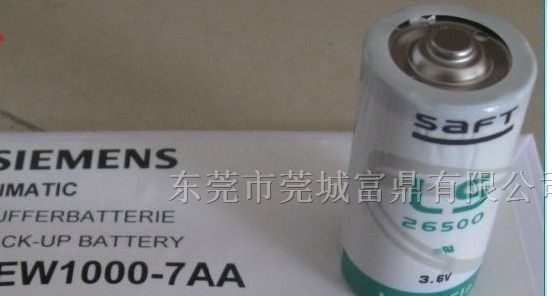 SIEMENS
IMATIC
UFFERBATTERIE
CK-UP BATTERY
EW1000-7AA
东莞市莞城富鼎有限公司
saft
LS
26500
3.6V